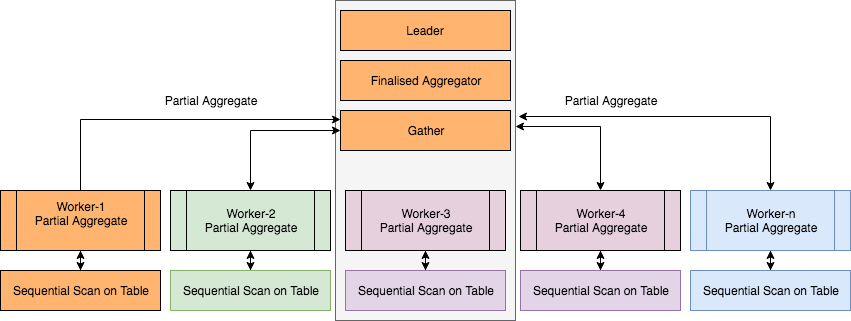 Leader
Finalised Aggregator
Partial Aggregate
Partial Aggregate
Gather
Worker-1
Partial Aggregate
Worker-2
Partial Aggregate
Worker-3
Partial Aggregate
Worker-4
Partial Aggregate
Worker-n
Partial Aggregate
Sequential Scan on Table
Sequential Scan on Table
Sequential Scan on Table
Sequential Scan on Table
Sequential Scan on Table